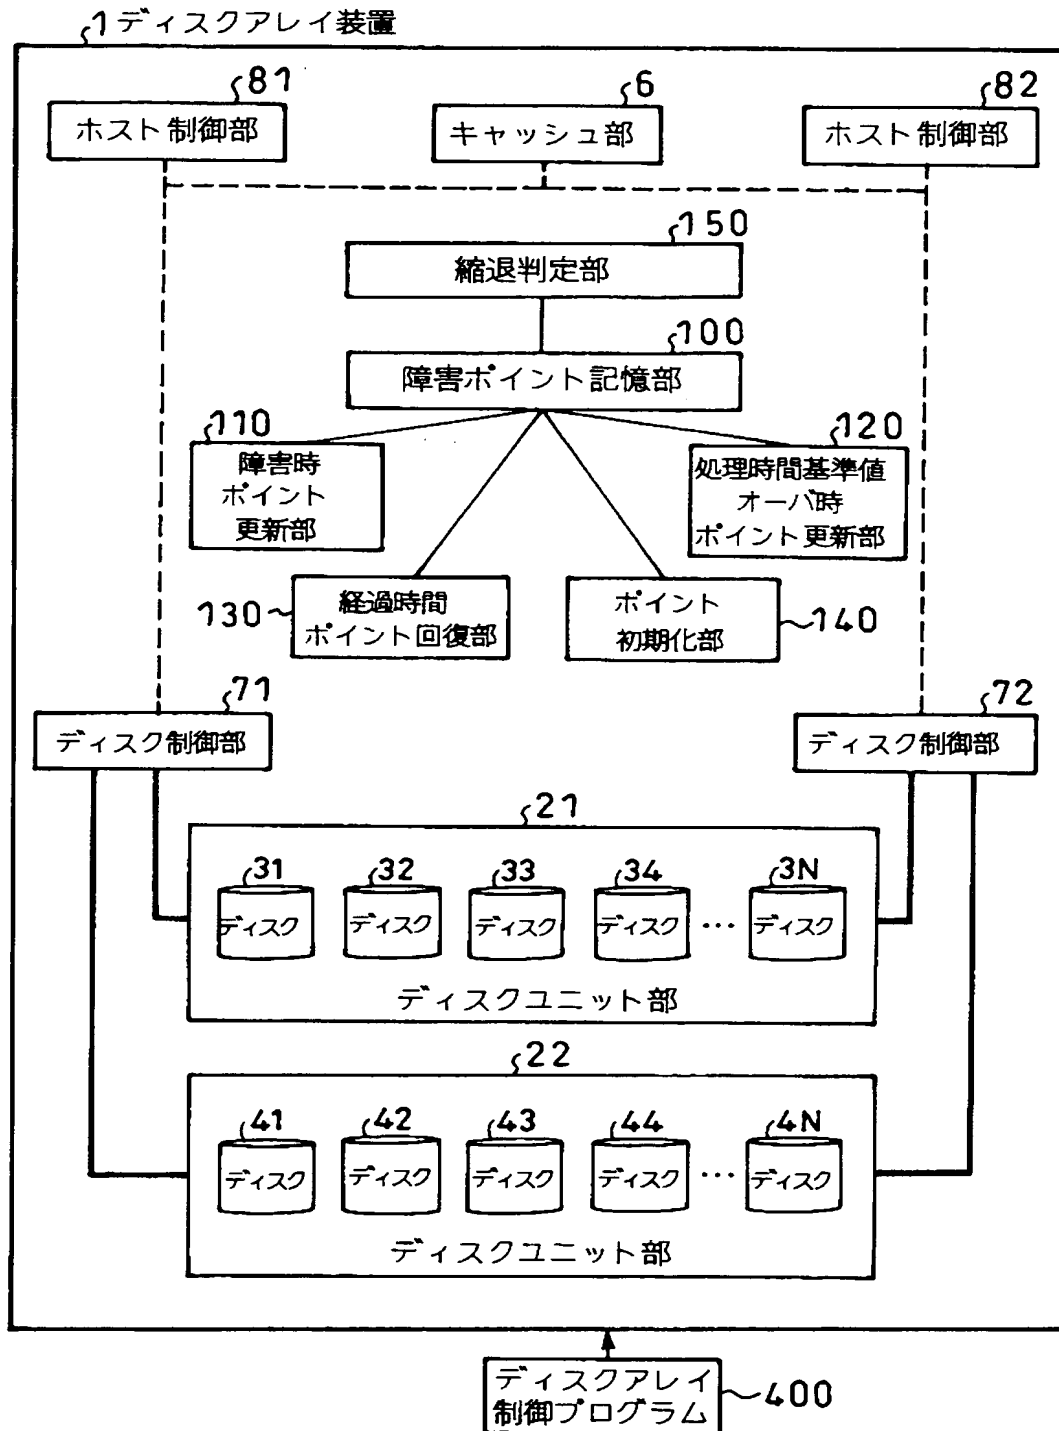 1 ディスクアレイ装置
81
6
82
ホスト制御部
キャッシュ部
ホスト制御部
150
縮退判定部
100
障害ポイント記憶部
110
障害時
ポイント
更新部
120
処理時間基準値
オーバ時
ポイント更新部
130
経過時間
ポイント回復部
ポイント
初期化部
140
71
ディスク制御部
72
ディスク制御部
21
31 32 33 34 3N
ディスク ディスク ディスク ディスク ... ディスク
ディスクユニット部
22
41 42 43 44 4N
ディスク ディスク ディスク ディスク ... ディスク
ディスクユニット部
ディスクアレイ
制御プログラム
400